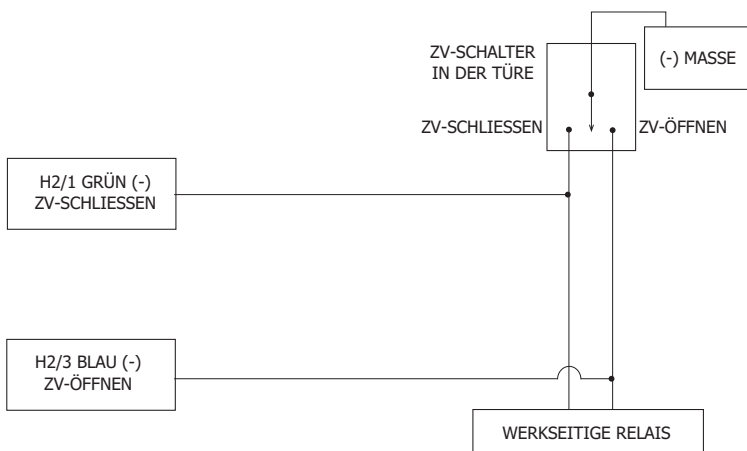 ZV-SCHALTER
IN DER TÜRE
(-) MASSE
ZV-SCHLIESSEN
ZV-ÖFFNEN
H2/1 GRÜN (-)
ZV-SCHLIESSEN
H2/3 BLAU (-)
ZV-ÖFFNEN
WERKSEITIGE RELAIS